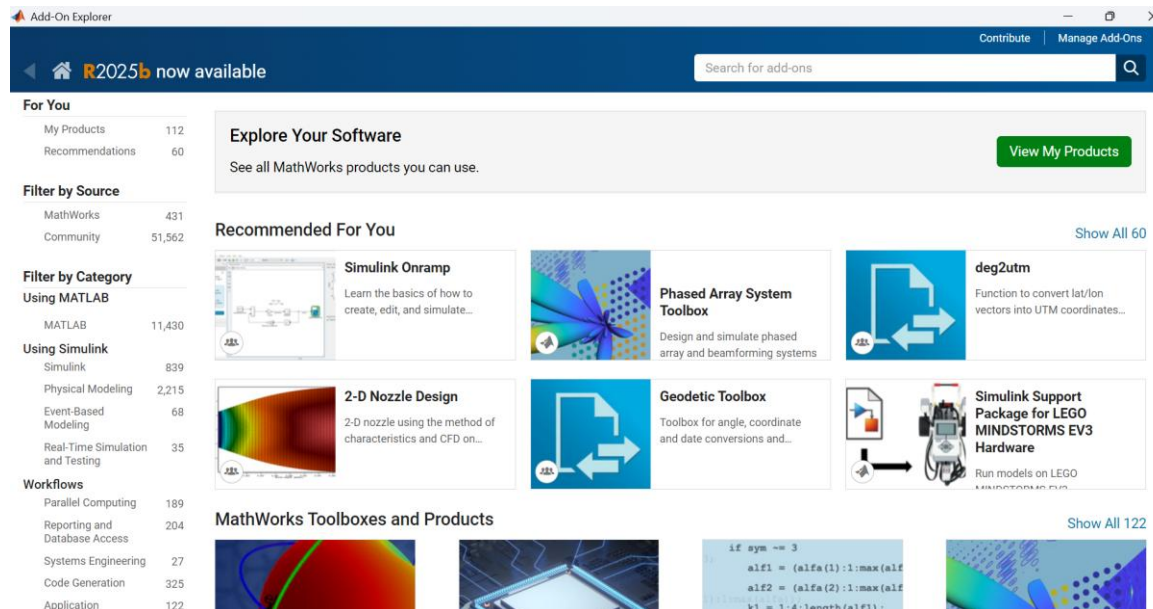 Add-On Explorer
Contribute
Manage Add-Ons
R2025b now available
Search for add-ons
For You
My Products 112
Recommendations 60
Filter by Source
MathWorks 431
Community 51,562
Filter by Category
Using MATLAB
MATLAB 11,430
Using Simulink
Simulink 839
Physical Modeling 2,215
Event-Based 68
Modeling
Real-Time Simulation 35
and Testing
Workflows
Parallel Computing 189
Reporting and 204
Database Access
Systems Engineering 27
Code Generation 325
Application 122
Explore Your Software
See all MathWorks products you can use.
View My Products
Recommended For You
Show All 60
Simulink Onramp
Learn the basics of how to
create, edit, and simulate...
Phased Array System
Toolbox
Design and simulate phased
array and beamforming systems
deg2utm
Function to convert lat/lon
vectors into UTM coordinates...
2-D Nozzle Design
2-D nozzle using the method of
characteristics and CFD on...
Geodetic Toolbox
Toolbox for angle, coordinate
and date conversions and...
Simulink Support
Package for LEGO
MINDSTORMS EV3
Hardware
Run models on LEGO
MINDSTORMS EV3
MathWorks Toolboxes and Products
Show All 122
if sym ~= 3
alf1 = (alfa(1):1:max(alf
alf2 = (alfa(2):1:max(alf
k1 = 1:4:length(alf1);